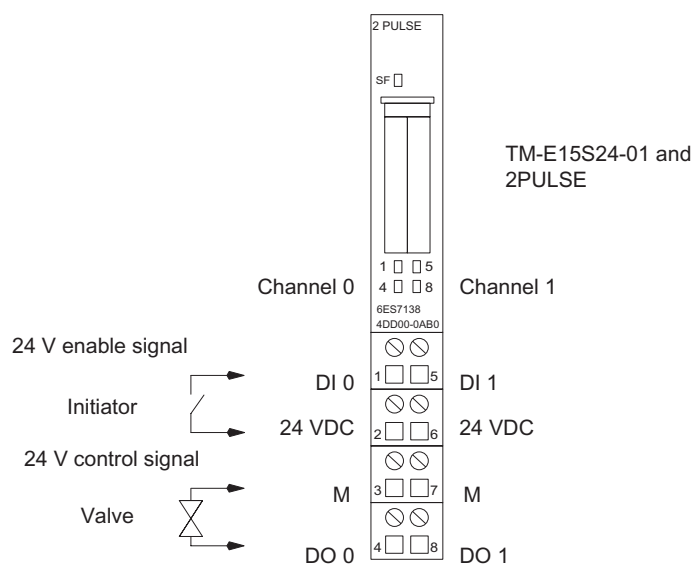 2 PULSE
SF
TM-E15S24-01 and
2PULSE
1 5
Channel 0 4 8 Channel 1
6ES7138
4DD00-0AB0
24 V enable signal
DI 0 1 5 DI 1
Initiator
24 VDC 2 6 24 VDC
24 V control signal
M 3 7 M
Valve
DO 0 4 8 DO 1